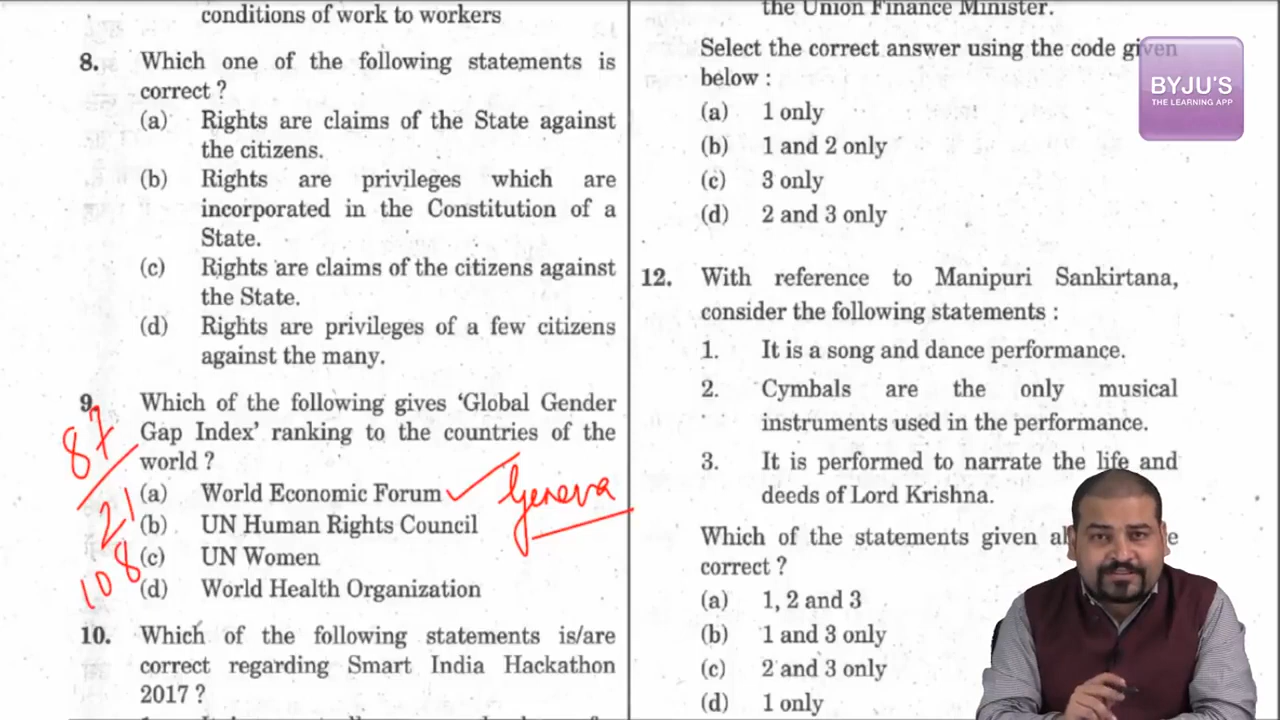 conditions of work to workers
8. Which one of the following statements is
correct ?
(a) Rights are claims of the State against
the citizens.
(b) Rights are privileges which are
incorporated in the Constitution of a
State.
(c) Rights are claims of the citizens against
the State.
(d) Rights are privileges of a few citizens
against the many.
9. Which of the following gives ‘Global Gender
Gap Index’ ranking to the countries of the
world ?
(a) World Economic Forum
(b) UN Human Rights Council
(c) UN Women
(d) World Health Organization
87
21
108
Geneva
10. Which of the following statements is/are
correct regarding Smart India Hackathon
2017 ?
the Union Finance Minister.
Select the correct answer using the code given
below :
(a) 1 only
(b) 1 and 2 only
(c) 3 only
(d) 2 and 3 only
12. With reference to Manipuri Sankirtana,
consider the following statements :
1. It is a song and dance performance.
2. Cymbals are the only musical
instruments used in the performance.
3. It is performed to narrate the life and
deeds of Lord Krishna.
Which of the statements given
correct ?
(a) 1, 2 and 3
(b) 1 and 3 only
(c) 2 and 3 only
(d) 1 only
BYJU'S
THE LEARNING APP